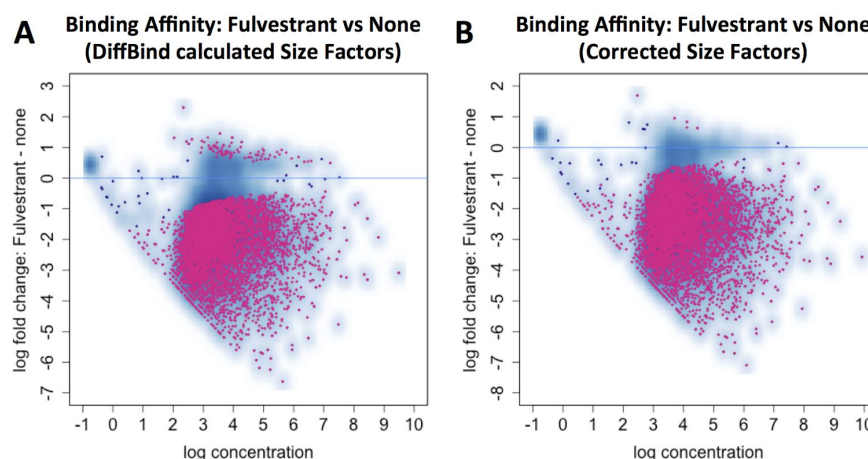 A
Binding Affinity: Fulvestrant vs None
(DiffBind calculated Size Factors)
log fold change: Fulvestrant - none
3
2
1
0
-1
-2
-3
-4
-5
-6
-7
-1 0 1 2 3 4 5 6 7 8 9 10
log concentration
B
Binding Affinity: Fulvestrant vs None
(Corrected Size Factors)
log fold change: Fulvestrant - none
2
1
0
-1
-2
-3
-4
-5
-6
-7
-8
-1 0 1 2 3 4 5 6 7 8 9 10
log concentration